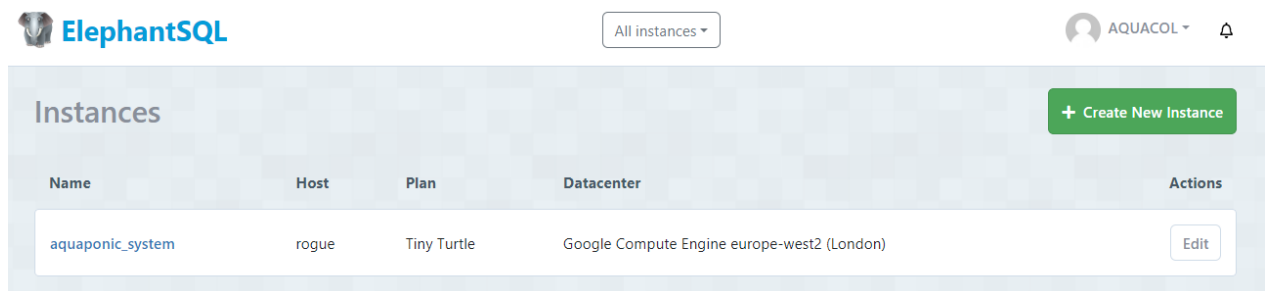 ElephantSQL All instances AQUACOL
Instances
+ Create New Instance
Name Host Plan Datacenter Actions
aquaponic_system rogue Tiny Turtle Google Compute Engine europe-west2 (London) Edit